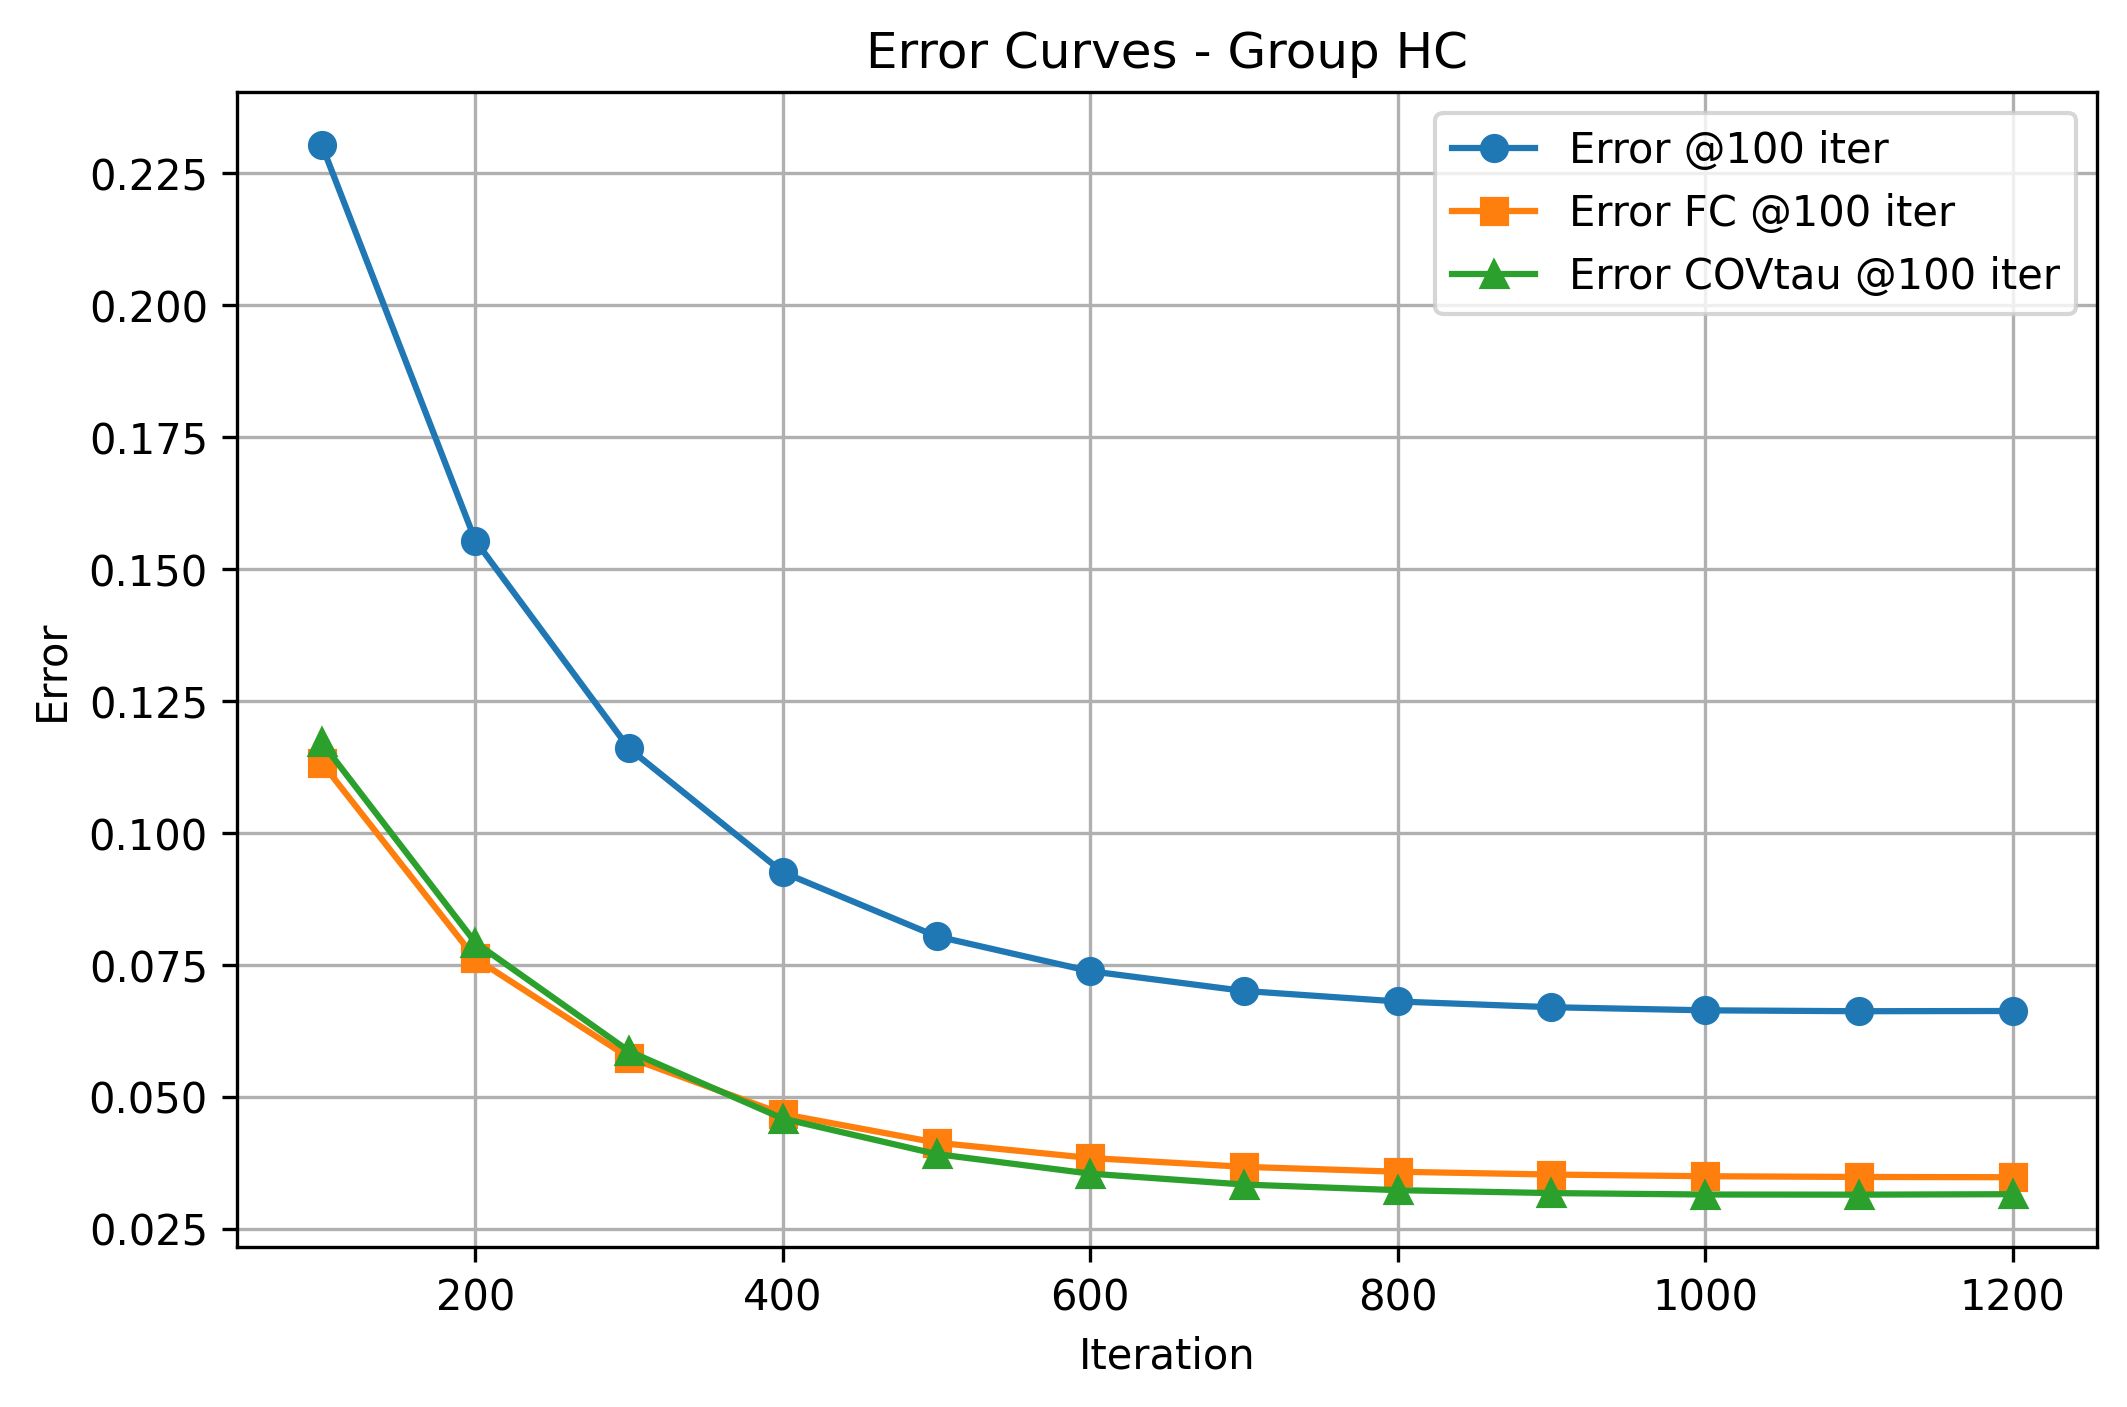 Error Curves - Group HC
Error @100 iter
Error FC @100 iter
Error COVtau @100 iter
Error
0.225
0.200
0.175
0.150
0.125
0.100
0.075
0.050
0.025
200 400 600 800 1000 1200
Iteration